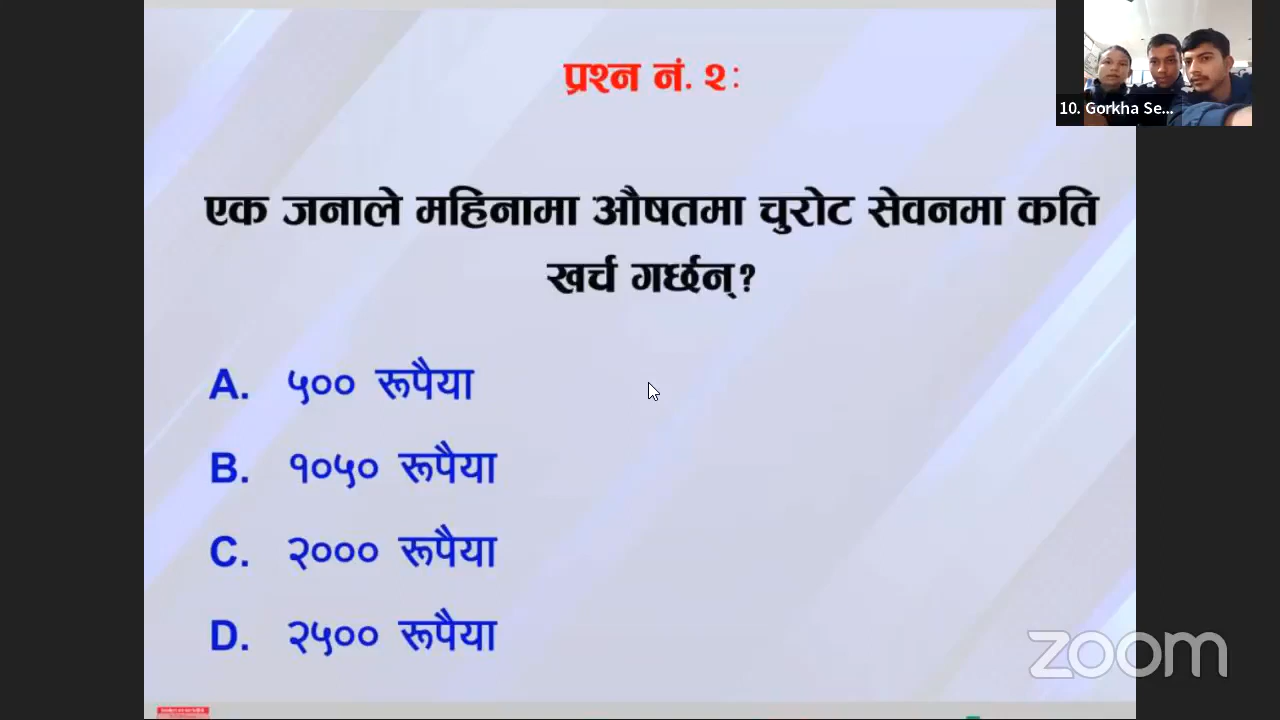 प्रश्न नं. २:
10. Gorkha Se...
एक जनाले महिनामा औषतमा चुरोट सेवनमा कति
खर्च गर्छन्?
A. ५०० रूपैया
B. १०५० रूपैया
C. २००० रूपैया
D. २५०० रूपैया
zoom